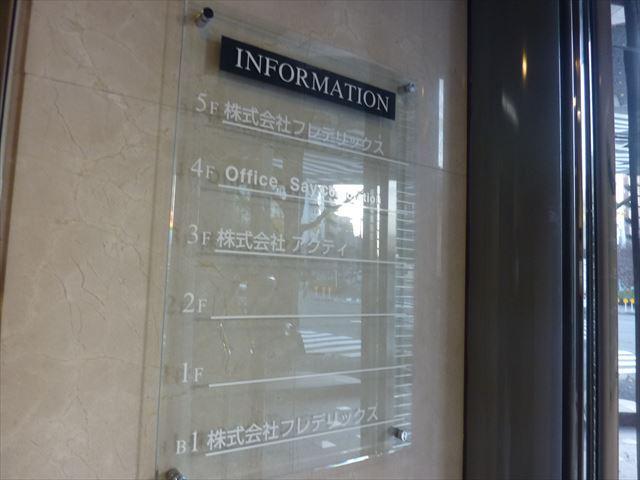 INFORMATION
5F 株式会社フレデリックス
4F Office Say corporation
3F 株式会社 アクティ
2F
1F
B1 株式会社フレデリックス